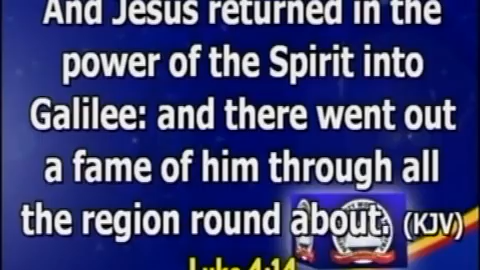 And Jesus returned in the
power of the Spirit into
Galilee: and there went out
a fame of him through all
the region round about. (KJV)
Luke 4:14